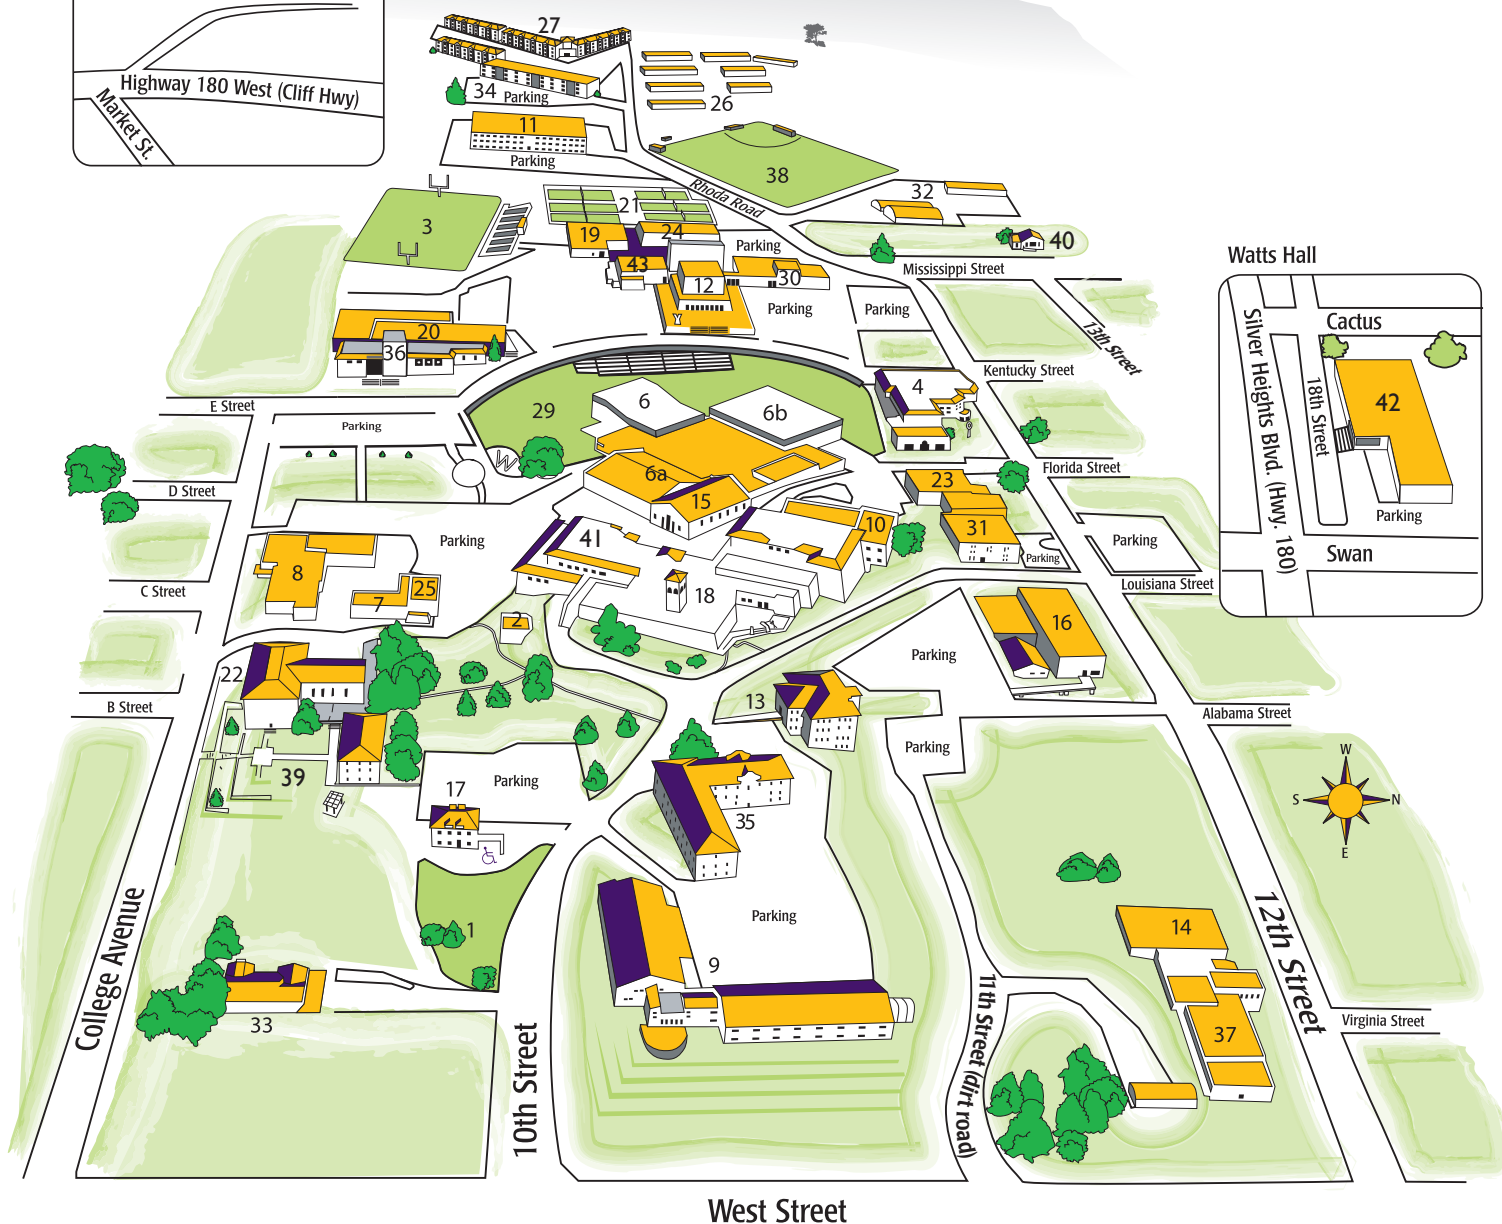 27
Highway 180 West (Cliff Hwy)
Market St.
34
Parking
26
11
Parking
38
Rhoda Road
32
21
3
19
24
Parking
40
43
12
30
Mississippi Street
Watts Hall
Parking
Parking
Y
20
36
13th Street
Silver Heights Blvd. (Hwy. 180)
Cactus
Kentucky Street
4
6
6b
29
E Street
Parking
18th Street
42
W
6a
Florida Street
23
D Street
15
10
31
Parking
Parking
Parking
41
Parking
Swan
8
25
7
Louisiana Street
C Street
18
2
16
Parking
22
13
B Street
Alabama Street
Parking
W
39
17
Parking
S
N
35
E
College Avenue
12th Street
Parking
1
14
9
33
11th Street (dirt road)
37
Virginia Street
10th Street
West Street